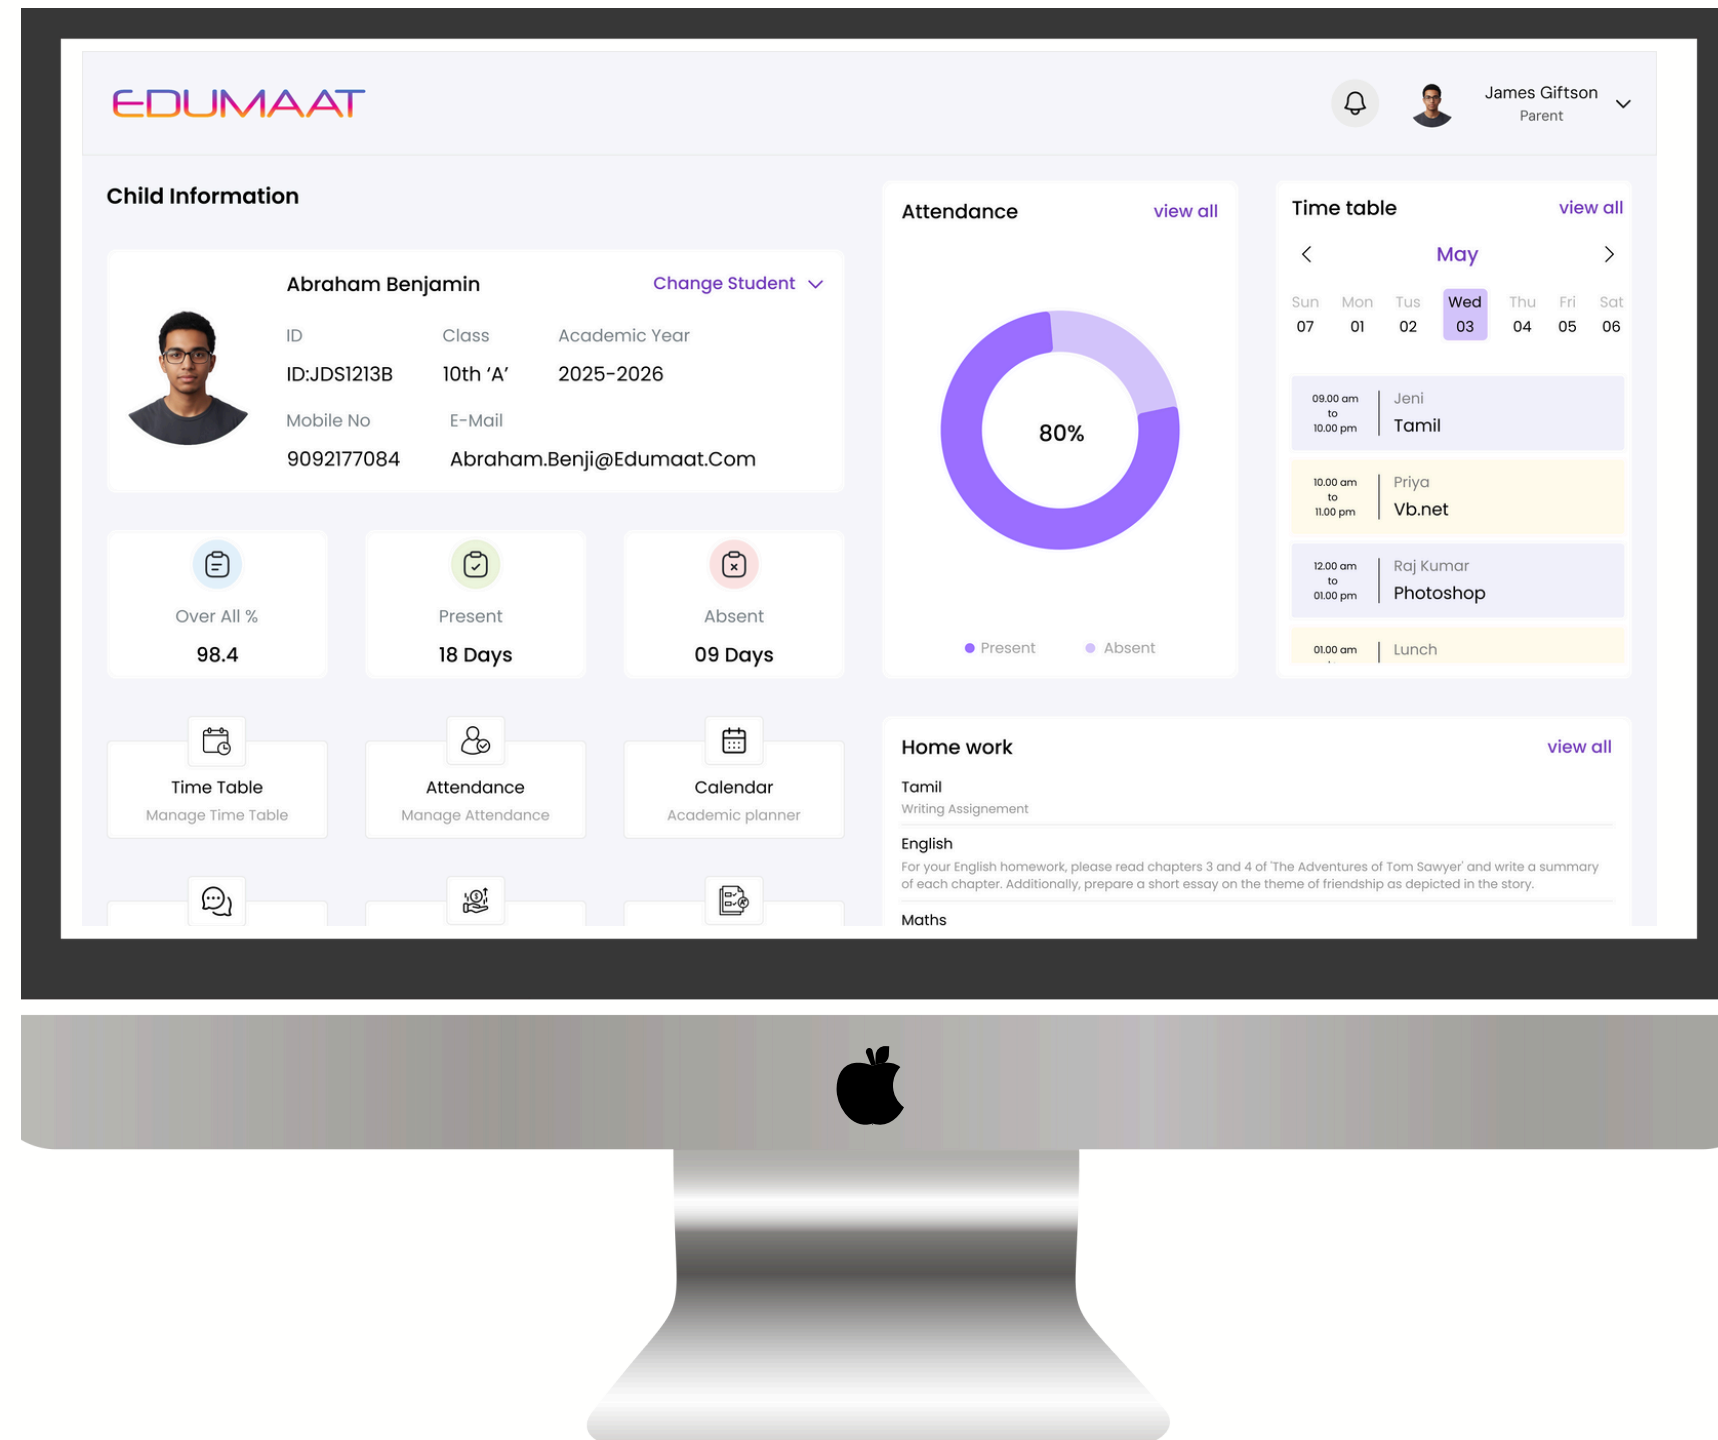 EDUMAAT
James Giftson
Parent
Child Information
Abraham Benjamin
Change Student
ID
Class
Academic Year
ID:JDS1213B
10th ‘A’
2025-2026
Mobile No
E-Mail
9092177084
Abraham.Benji@Edumaat.Com
Over All %
98.4
Present
18 Days
Absent
09 Days
Time Table
Manage Time Table
Attendance
Manage Attendance
Calendar
Academic planner
Attendance
view all
80%
Present
Absent
Time table
view all
May
Sun Mon Tus Wed Thu Fri Sat
07 01 02 03 04 05 06
09.00 am
to
10.00 pm
Jeni
Tamil
10.00 am
to
11.00 pm
Priya
Vb.net
12.00 am
to
01.00 pm
Raj Kumar
Photoshop
01.00 am
Lunch
Home work
view all
Tamil
Writing Assignement
English
For your English homework, please read chapters 3 and 4 of 'The Adventures of Tom Sawyer' and write a summary
of each chapter. Additionally, prepare a short essay on the theme of friendship as depicted in the story.
Maths